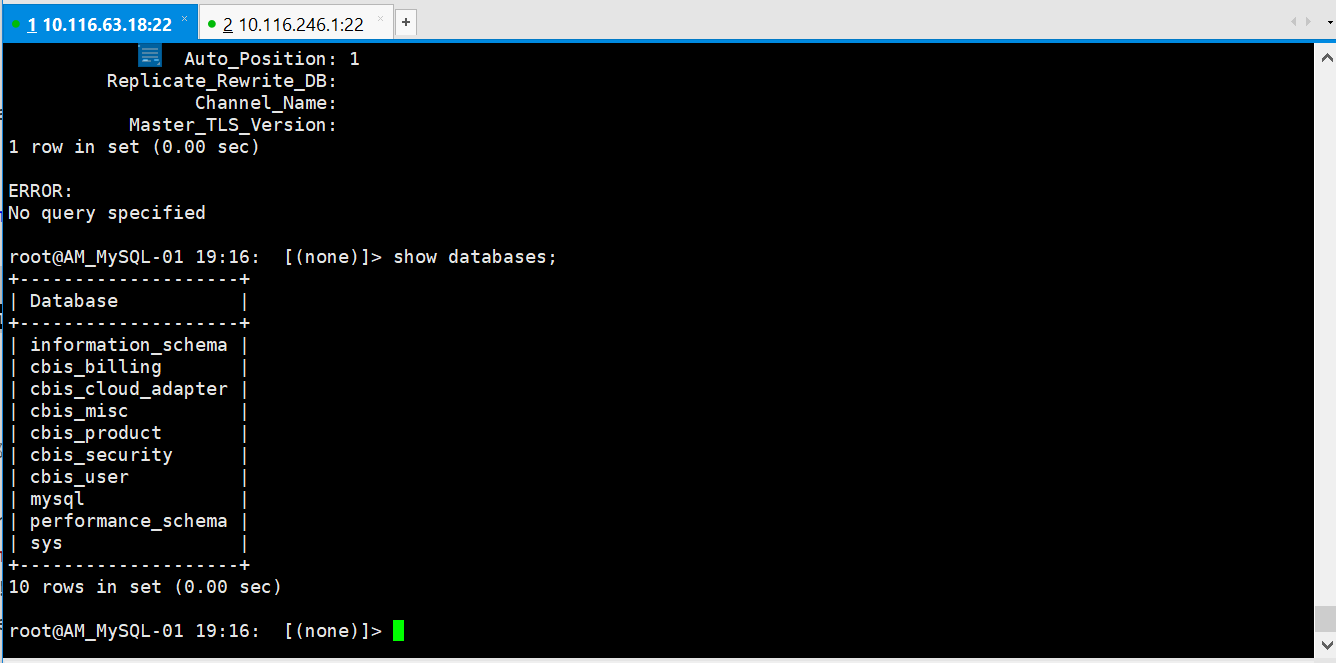 1 10.116.63.18:22 × 2 10.116.246.1:22 × +
Auto_Position: 1
Replicate_Rewrite_DB:
Channel_Name:
Master_TLS_Version:
1 row in set (0.00 sec)
ERROR:
No query specified
root@AM_MySQL-01 19:16:  [(none)]> show databases;
+--------------------+
| Database           |
+--------------------+
| information_schema |
| cbis_billing       |
| cbis_cloud_adapter |
| cbis_misc          |
| cbis_product       |
| cbis_security      |
| cbis_user          |
| mysql              |
| performance_schema |
| sys                |
+--------------------+
10 rows in set (0.00 sec)
root@AM_MySQL-01 19:16:  [(none)]>